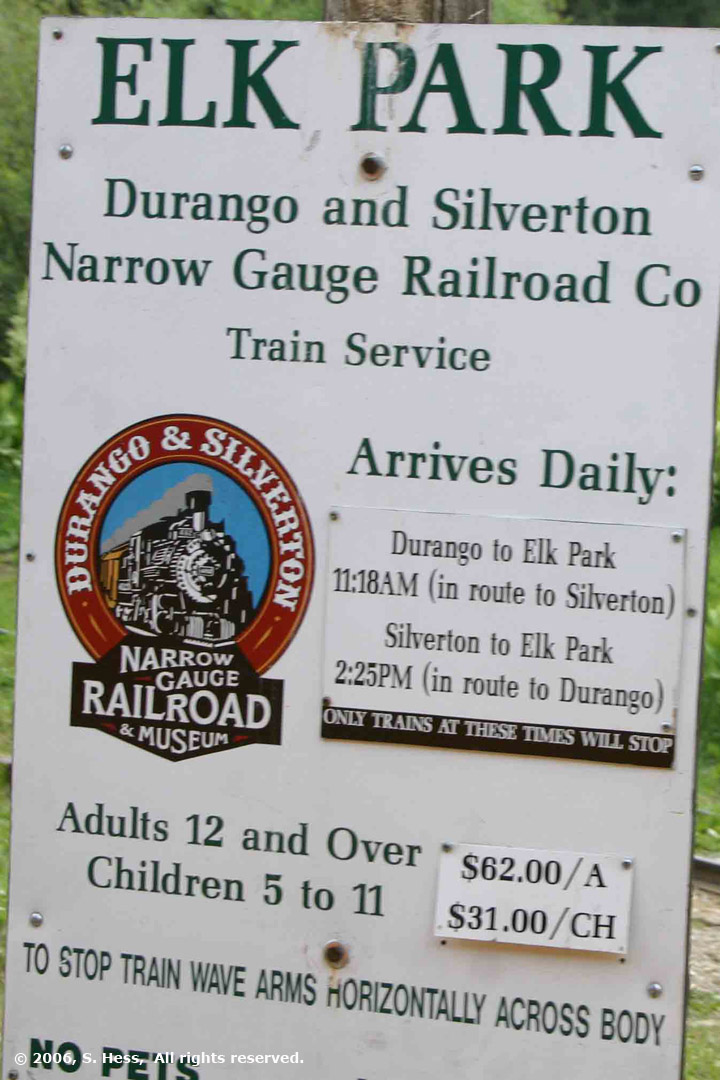 ELK PARK
Durango and Silverton
Narrow Gauge Railroad Co
Train Service
DURANGO & SILVERTON
NARROW
GAUGE
RAILROAD
& MUSEUM
Arrives Daily:
Durango to Elk Park
11:18AM (in route to Silverton)
Silverton to Elk Park
2:25PM (in route to Durango)
ONLY TRAINS AT THESE TIMES WILL STOP
Adults 12 and Over
Children 5 to 11
$62.00/A
$31.00/CH
TO STOP TRAIN WAVE ARMS HORIZONTALLY ACROSS BODY
NO PETS
© 2006, S. Hess, All rights reserved.